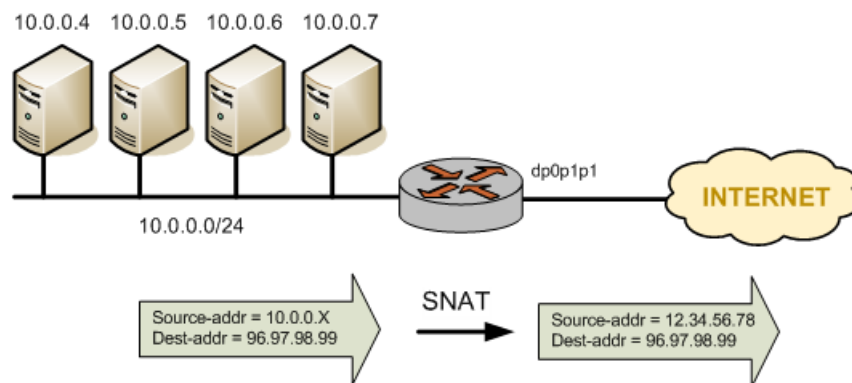 10.0.0.4 10.0.0.5 10.0.0.6 10.0.0.7
dp0p1p1
INTERNET
10.0.0.0/24
SNAT
Source-addr = 10.0.0.X
Dest-addr = 96.97.98.99
Source-addr = 12.34.56.78
Dest-addr = 96.97.98.99